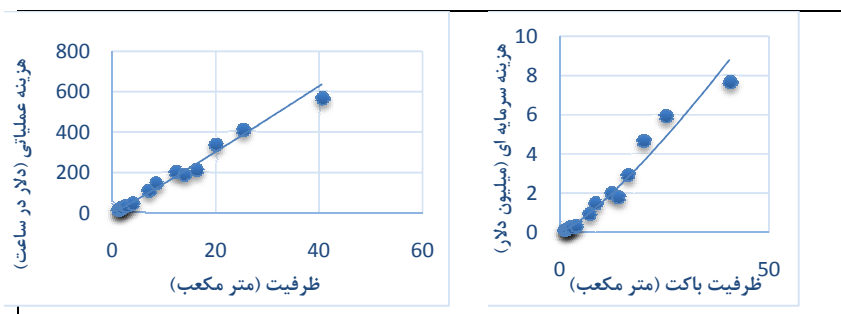 هزینه عملیاتی (دلار در ساعت)
800
600
400
200
0
0 20 40 60
ظرفیت (متر مکعب)
هزینه سرمایه ای (میلیون دلار)
10
8
6
4
2
0
0 50
ظرفیت باکت (متر مکعب)